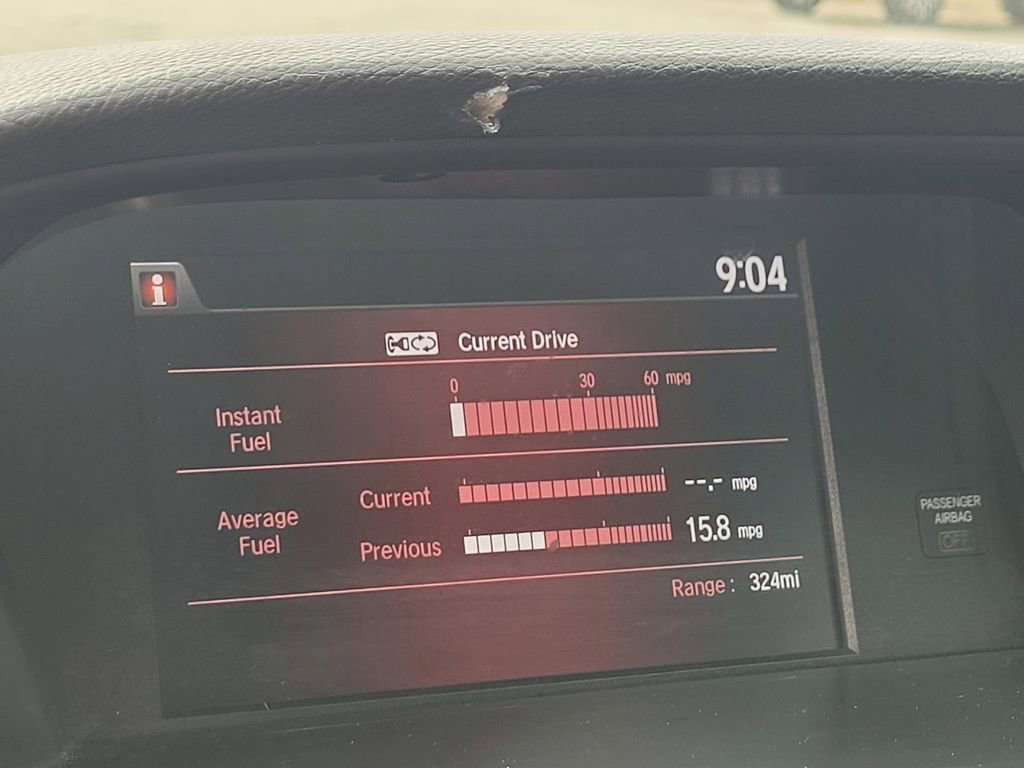 i
9:04
Current Drive
0 30 60 mpg
Instant
Fuel
Average
Fuel
Current --.- mpg
Previous 15.8 mpg
Range: 324mi
PASSENGER
AIRBAG
OFF